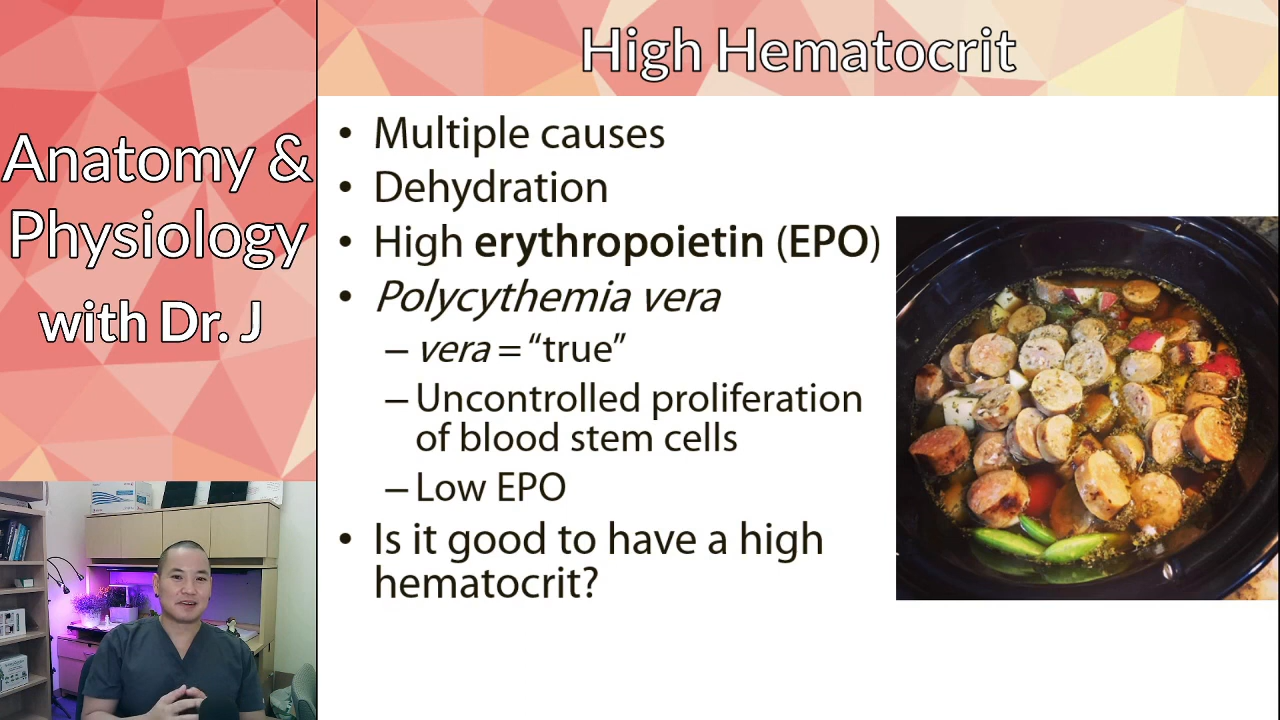 Anatomy &
Physiology
with Dr. J
High Hematocrit
• Multiple causes
• Dehydration
• High erythropoietin (EPO)
• Polycythemia vera
– vera = “true”
– Uncontrolled proliferation
of blood stem cells
– Low EPO
• Is it good to have a high
hematocrit?